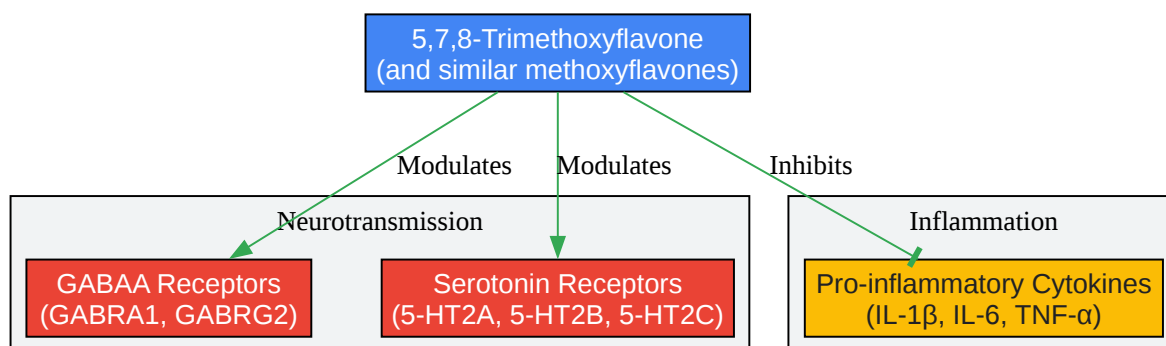 5,7,8-Trimethoxyflavone
(and similar methoxyflavones)
Modulates
Modulates
Inhibits
Neurotransmission
Inflammation
GABAA Receptors
(GABRA1, GABRG2)
Serotonin Receptors
(5-HT2A, 5-HT2B, 5-HT2C)
Pro-inflammatory Cytokines
(IL-1β, IL-6, TNF-α)